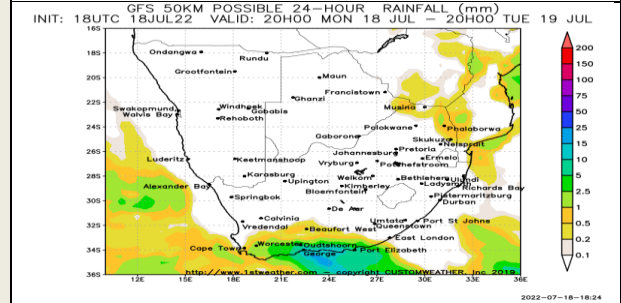 GFS 50KM POSSIBLE 24-HOUR RAINFALL (mm)
INIT: 18UTC 18JUL22 VALID: 20H00 MON 18 JUL - 20H00 TUE 19 JUL
16S
Ondangwa
Rundu
18S
200
Grootfontein
Maun
150
20S
Francistown
100
Ghanzi
22S
Windhoek
Gobabis
Musina
75
Swakopmund
Walvis Bay
Rehoboth
50
24S
Polokwane
Phalaborwa
25
Gaborone
Skukuza
26S
Pretoria
Nelspruit
15
Johannesburg
Ermelo
Luderitz
Keetmanshoop
Vryburg
Potchefstroom
10
28S
Karasburg
Welkom
Bethlehem
Ulundi
5
Alexander Bay
Upington
Kimberley
Ladysmith
Richards Bay
Bloemfontein
2.5
Springbok
Pietermaritzburg
30S
Durban
1
De Aar
Calvinia
Umtata
Port St Johns
0.5
32S
Vredendal
Beaufort West
Queenstown
0.2
East London
Cape Town
Worcester
Oudtshoorn
Port Elizabeth
0.1
34S
George
http://www.1stweather.com - copyright CUSTOMWEATHER, Inc 2019
36S
12E 15E 18E 21E 24E 27E 30E 33E 36E
2022-07-18-18:24